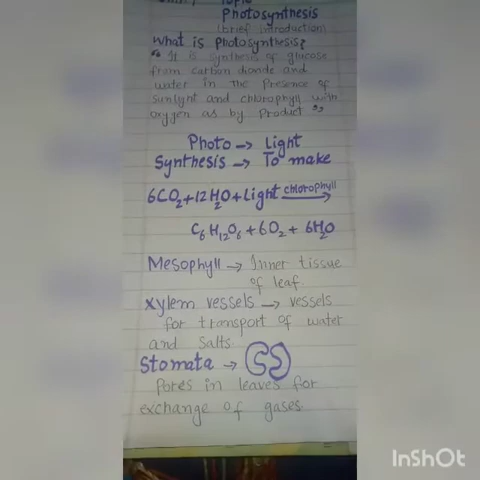 Topic
Photosynthesis
(brief introduction)
What is Photosynthesis?
"It is synthesis of glucose
from carbon dioxide and
water in the presence of
sunlight and chlorophyll with
oxygen as by product"
Photo → Light
Synthesis → To make
6CO₂+12H₂O+Light chlorophyll →
C₆H₁₂O₆+6O₂+6H₂O
Mesophyll → Inner tissue
of leaf.
Xylem vessels → vessels
for transport of water
and salts
Stomata →
Pores in leaves for
exchange of gases
InShOt